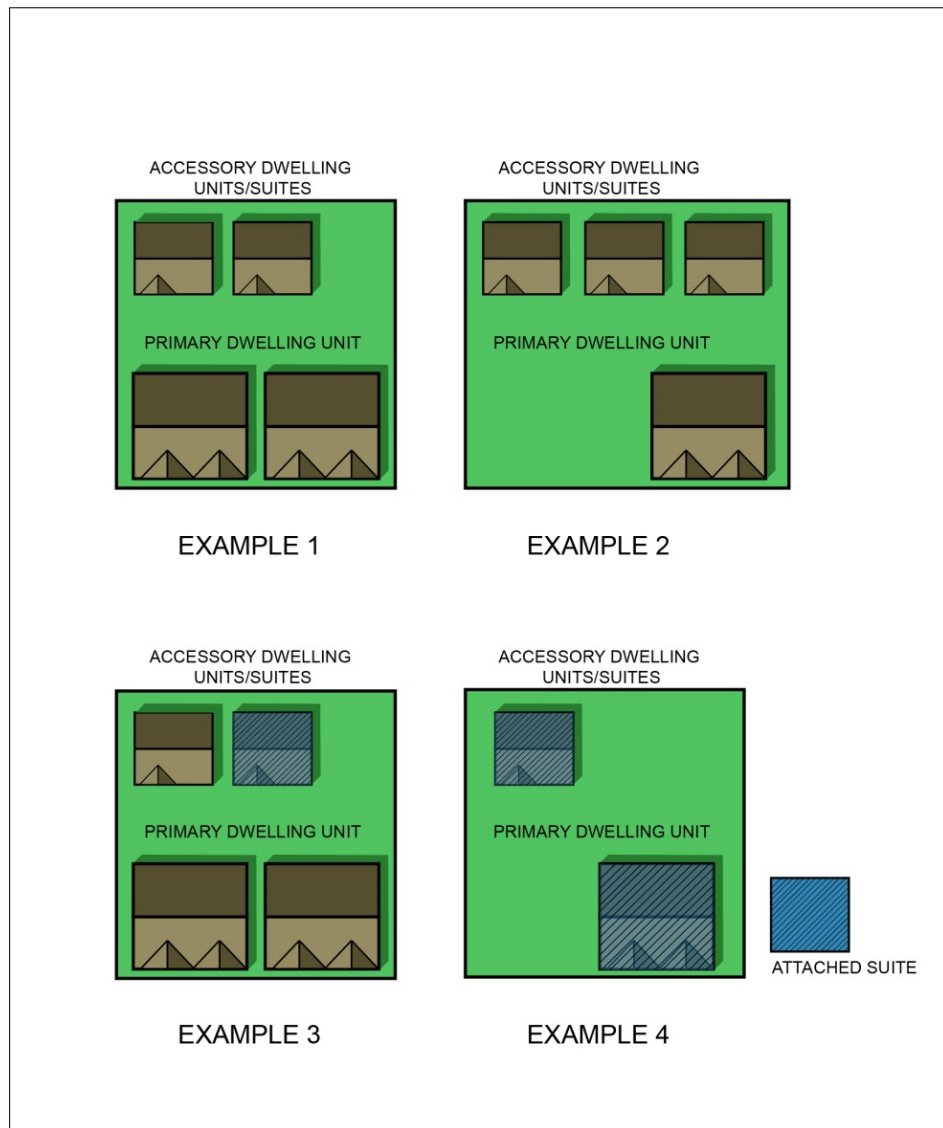 ACCESSORY DWELLING
UNITS/SUITES
PRIMARY DWELLING UNIT
EXAMPLE 1
ACCESSORY DWELLING
UNITS/SUITES
PRIMARY DWELLING UNIT
EXAMPLE 2
ACCESSORY DWELLING
UNITS/SUITES
PRIMARY DWELLING UNIT
EXAMPLE 3
ACCESSORY DWELLING
UNITS/SUITES
PRIMARY DWELLING UNIT
EXAMPLE 4
ATTACHED SUITE